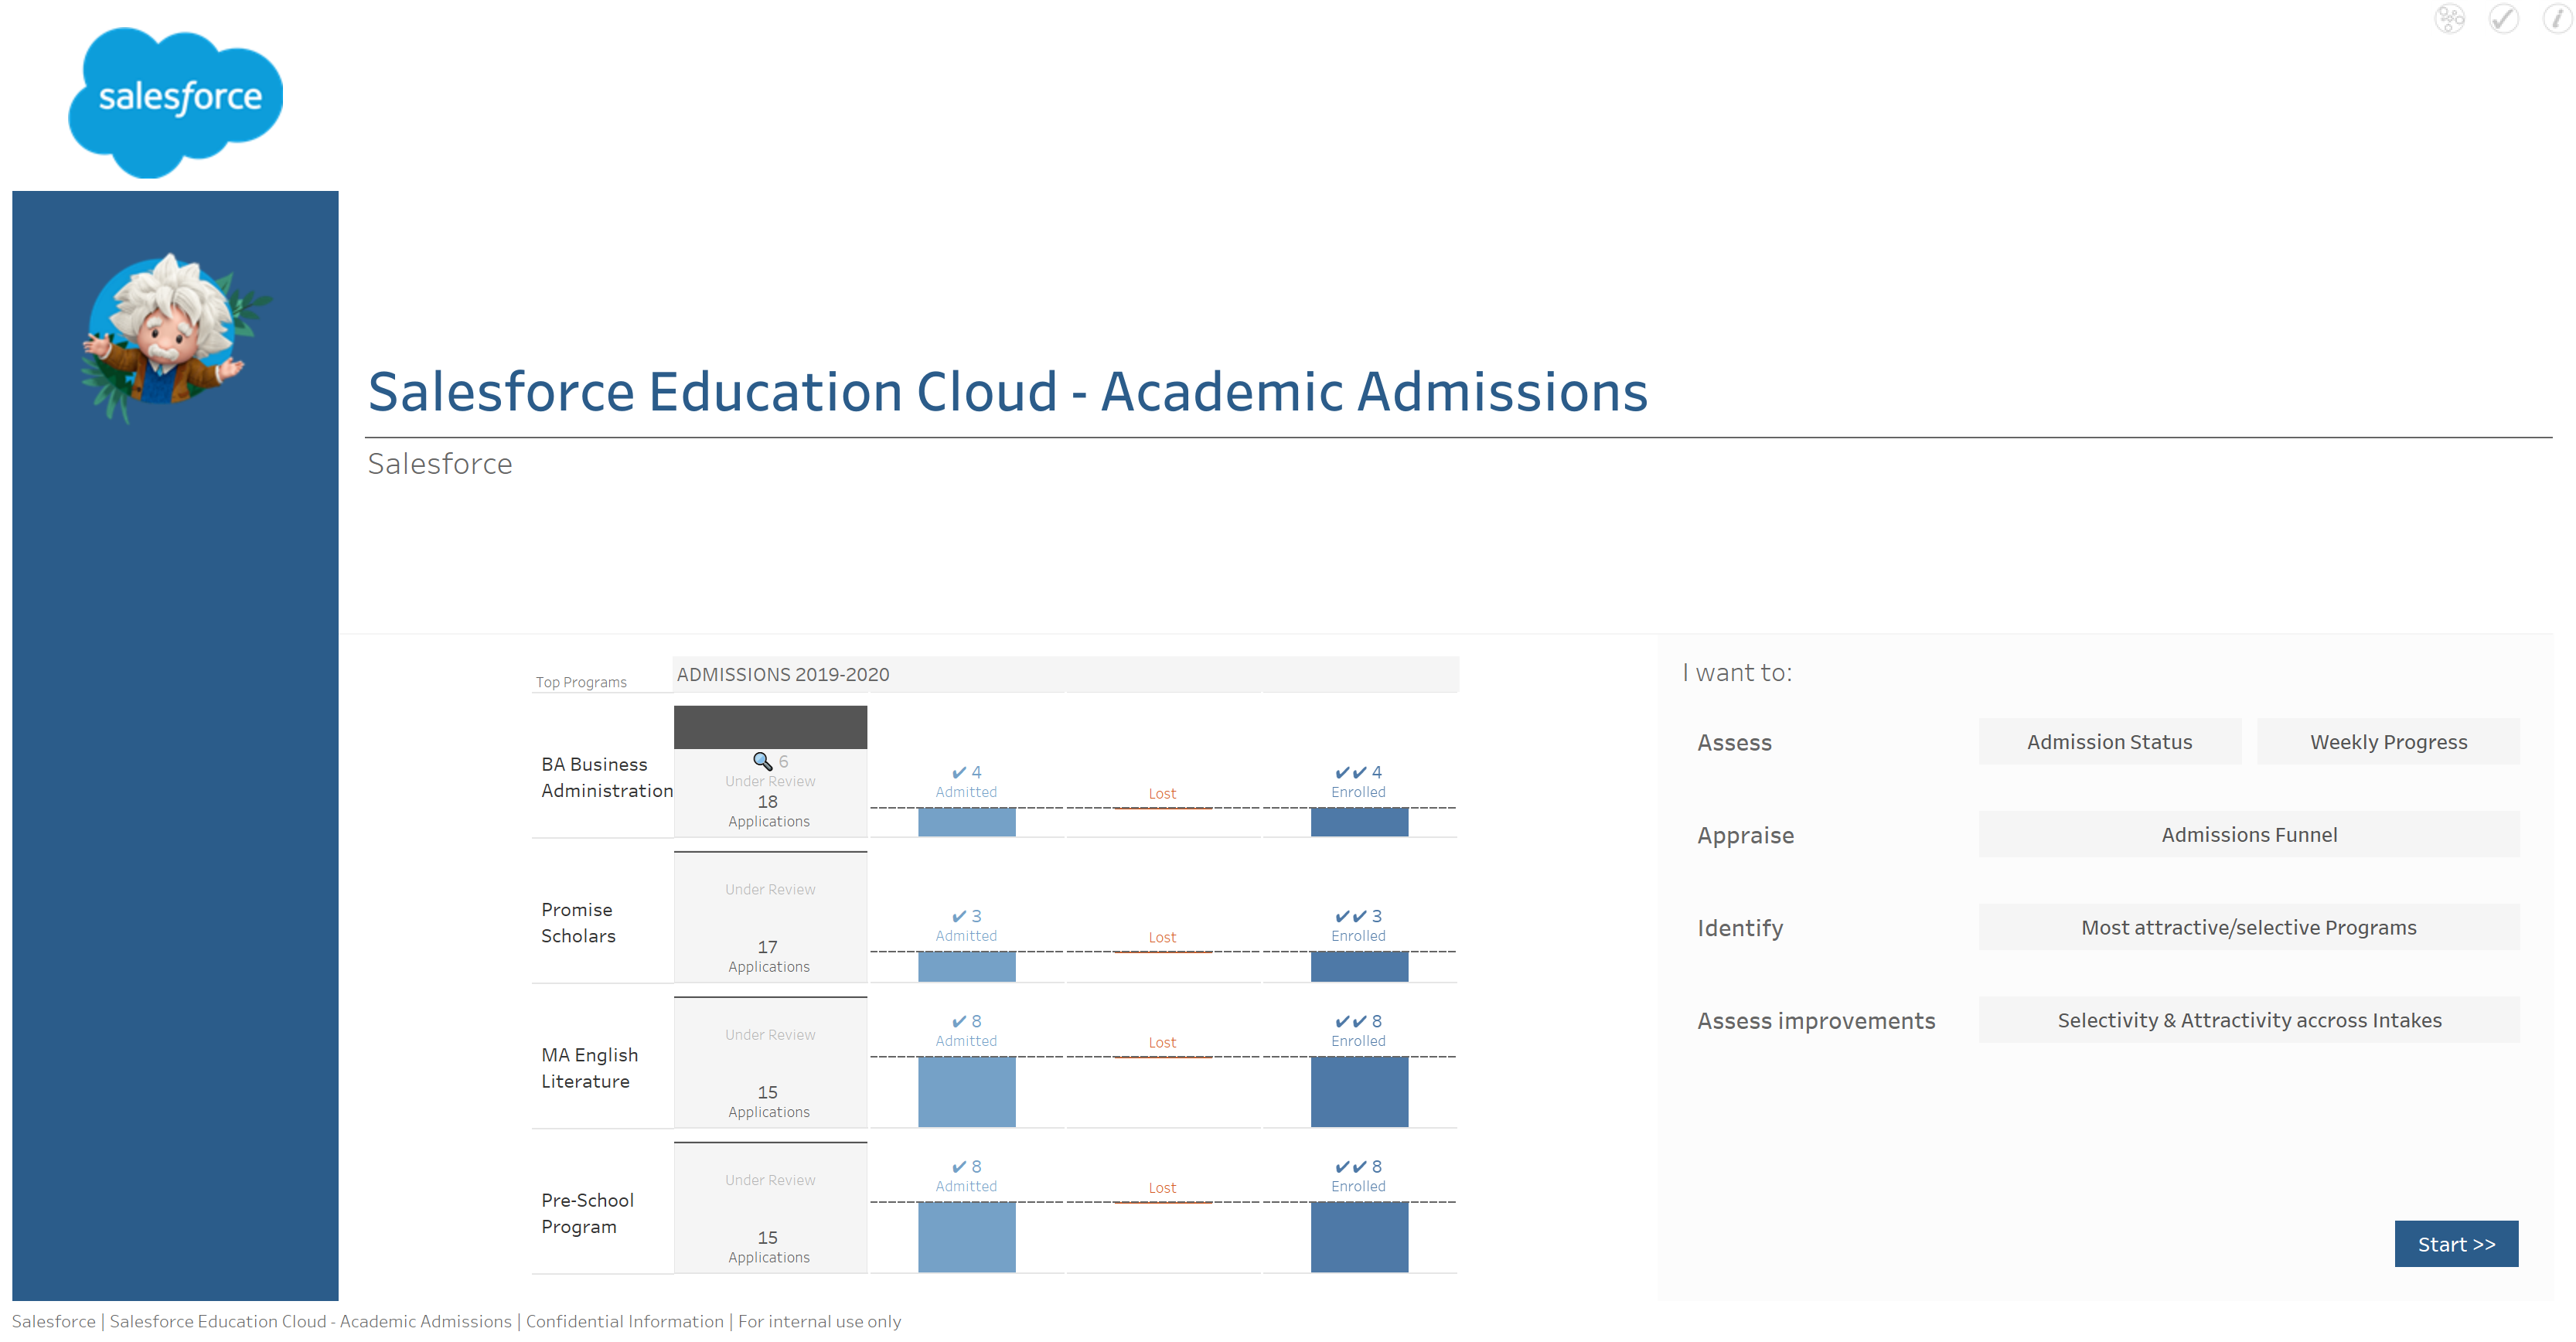 salesforce
Salesforce Education Cloud - Academic Admissions
Salesforce
Top Programs
ADMISSIONS 2019-2020
BA Business
Administration
6
Under Review
18
Applications
✔ 4
Admitted
Lost
✔✔ 4
Enrolled
Promise
Scholars
Under Review
17
Applications
✔ 3
Admitted
Lost
✔✔ 3
Enrolled
MA English
Literature
Under Review
15
Applications
✔ 8
Admitted
Lost
✔✔ 8
Enrolled
Pre-School
Program
Under Review
15
Applications
✔ 8
Admitted
Lost
✔✔ 8
Enrolled
I want to:
Assess
Admission Status
Weekly Progress
Appraise
Admissions Funnel
Identify
Most attractive/selective Programs
Assess improvements
Selectivity & Attractivity accross Intakes
Start >>
Salesforce | Salesforce Education Cloud - Academic Admissions | Confidential Information | For internal use only